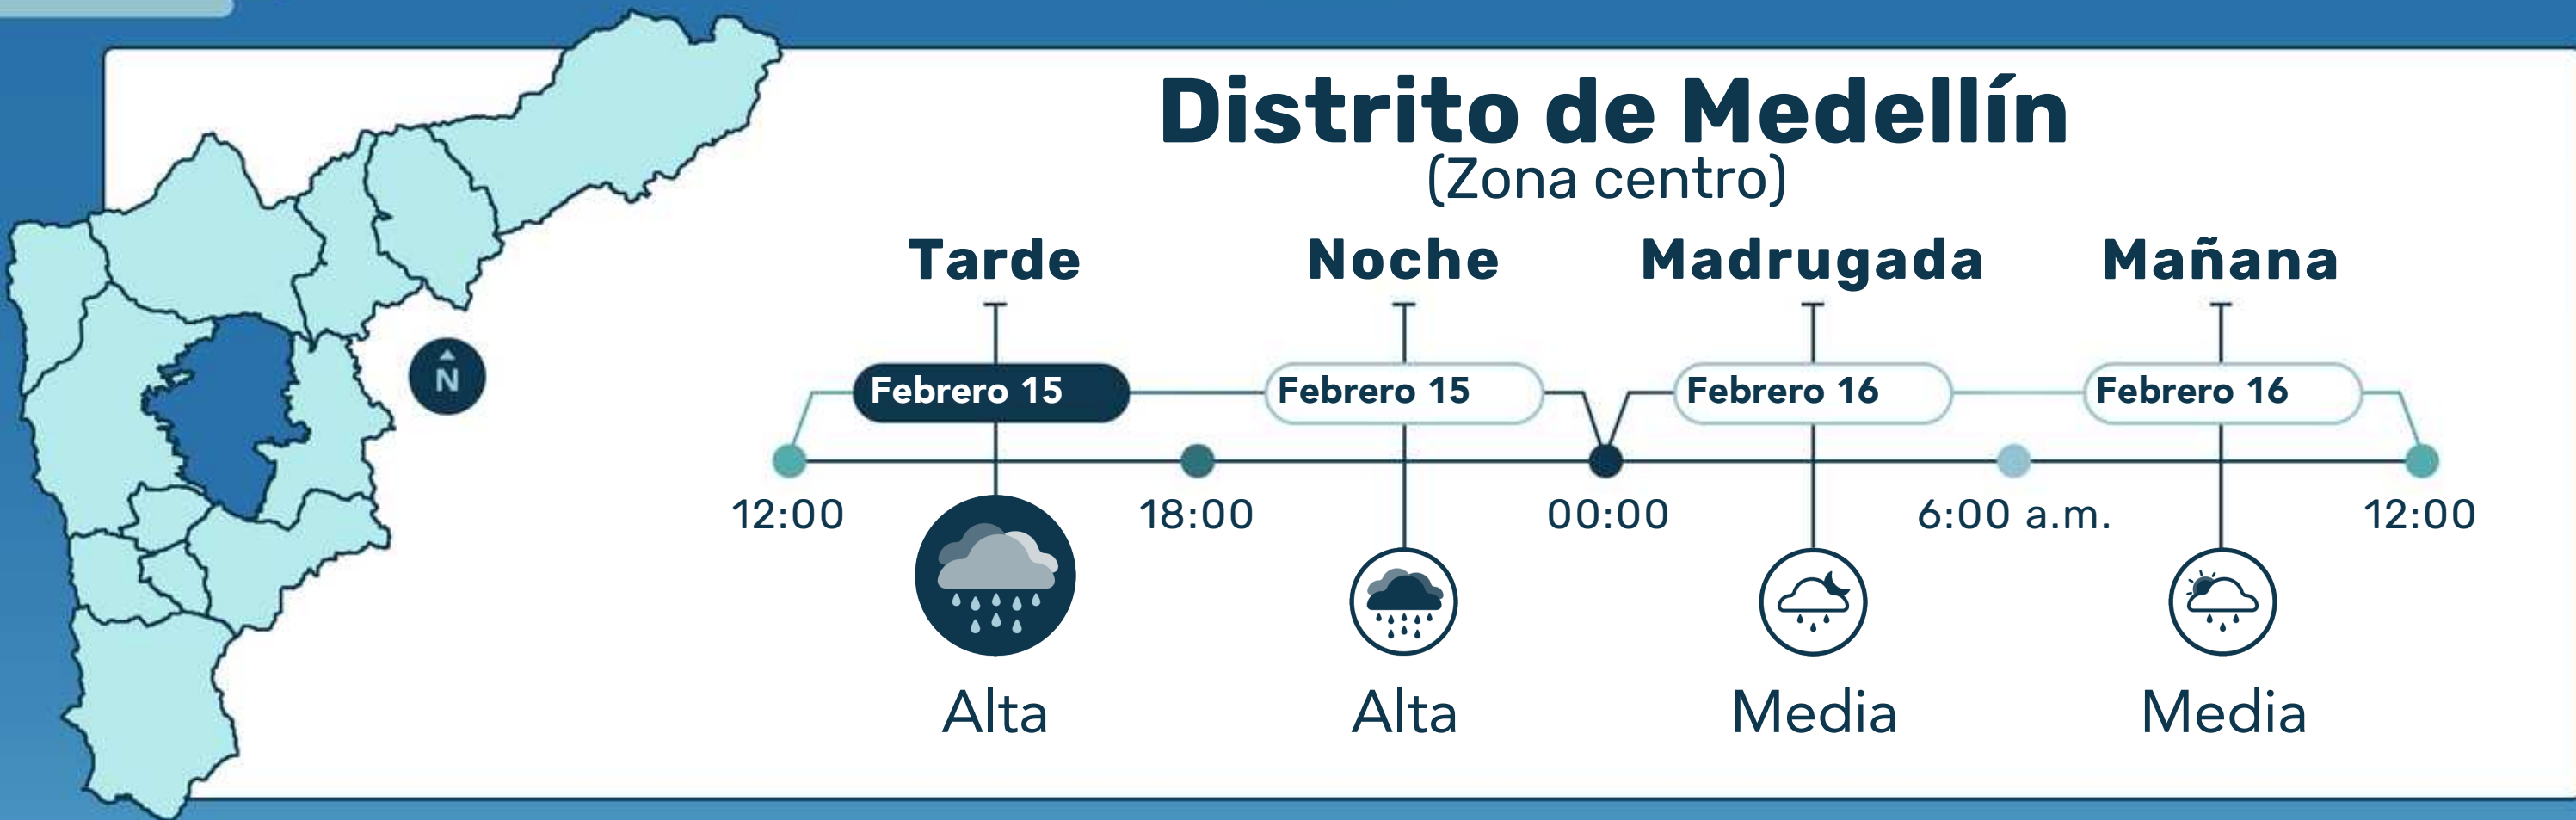 Distrito de Medellín
(Zona centro)
Tarde Noche Madrugada Mañana
N
Febrero 15 Febrero 15 Febrero 16 Febrero 16
12:00 18:00 00:00 6:00 a.m. 12:00
Alta Alta Media Media